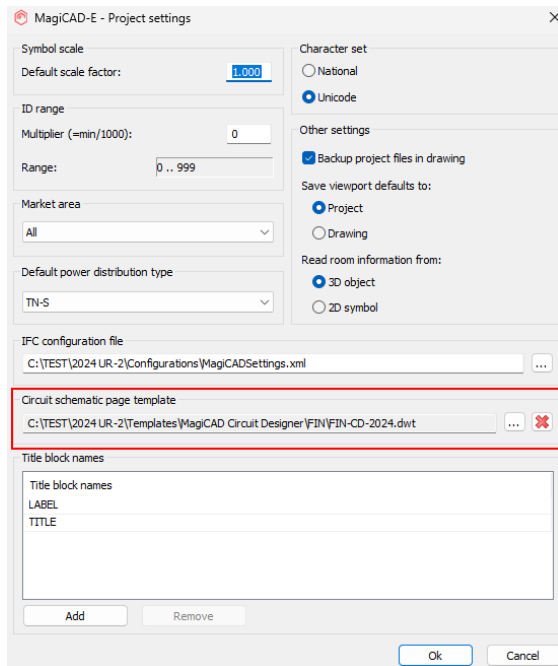 MagiCAD-E - Project settings
Symbol scale
Default scale factor:
1.000
ID range
Multiplier (=min/1000):
0
Range:
0 .. 999
Market area
All
Default power distribution type
TN-S
Character set
National
Unicode
Other settings
Backup project files in drawing
Save viewport defaults to:
Project
Drawing
Read room information from:
3D object
2D symbol
IFC configuration file
C:\TEST\2024 UR-2\Configurations\MagiCADSettings.xml
...
Circuit schematic page template
C:\TEST\2024 UR-2\Templates\MagiCAD Circuit Designer\FIN\FIN-CD-2024.dwt
...
Title block names
Title block names
LABEL
TITLE
Add
Remove
Ok
Cancel